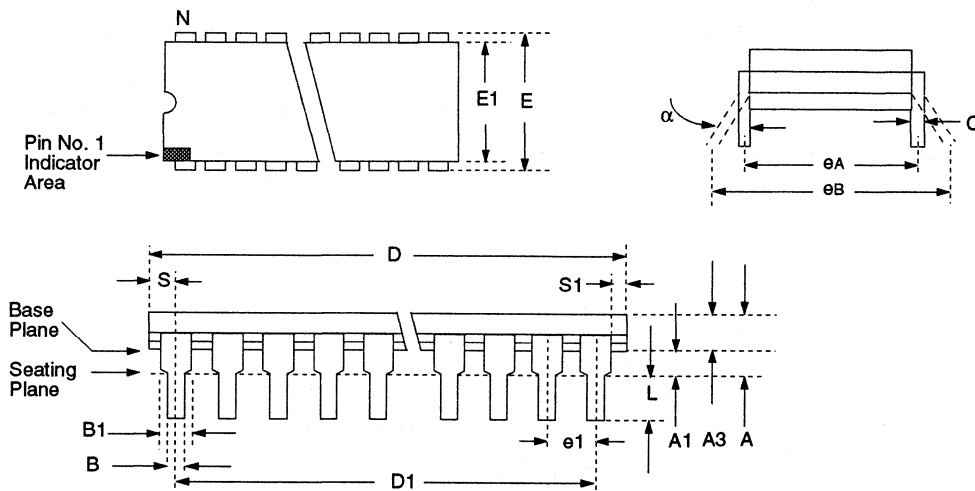 N
E1
E
Pin No. 1
Indicator
Area
α
C
eA
eB
D
S
S1
Base
Plane
Seating
Plane
L
B1
e1
A1
A3
A
B
D1